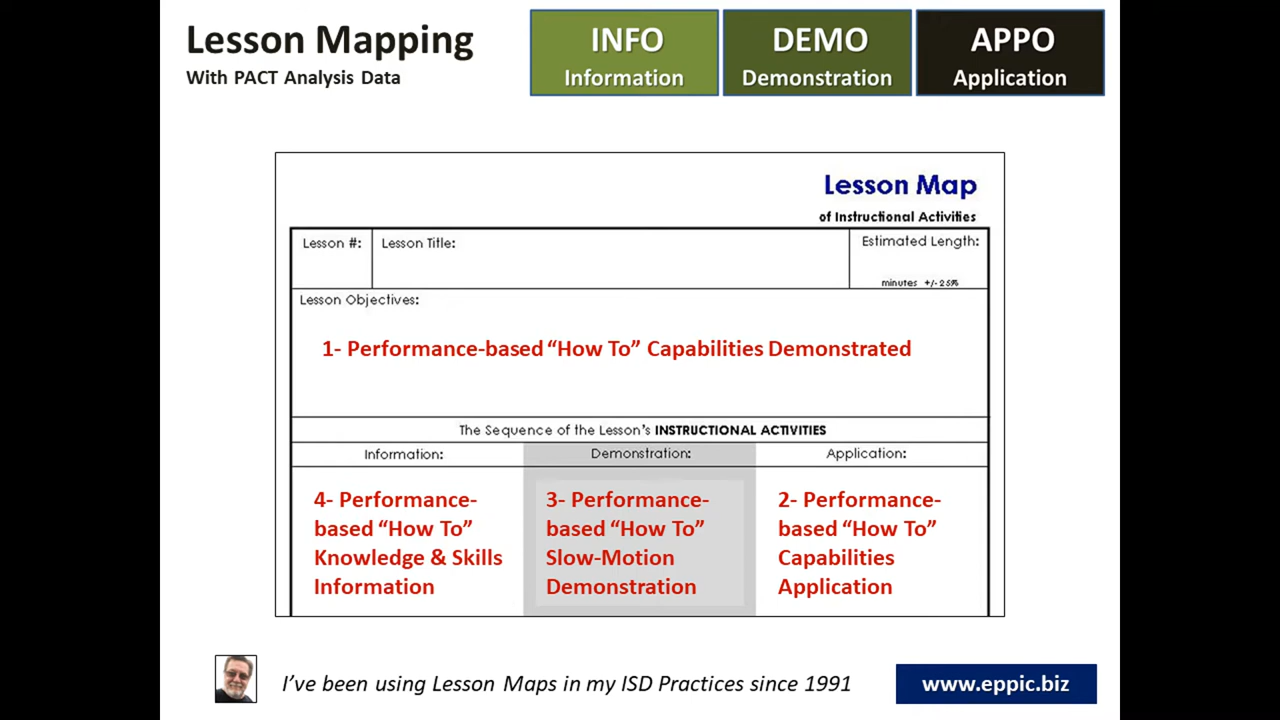 Lesson Mapping
With PACT Analysis Data
INFO
Information
DEMO
Demonstration
APPO
Application
Lesson Map
of Instructional Activities
Lesson #:
Lesson Title:
Estimated Length:
minutes +/- 25%
Lesson Objectives:
1- Performance-based “How To” Capabilities Demonstrated
The Sequence of the Lesson’s INSTRUCTIONAL ACTIVITIES
Information:
Demonstration:
Application:
4- Performance-
based “How To”
Knowledge & Skills
Information
3- Performance-
based “How To”
Slow-Motion
Demonstration
2- Performance-
based “How To”
Capabilities
Application
I’ve been using Lesson Maps in my ISD Practices since 1991
www.eppic.biz